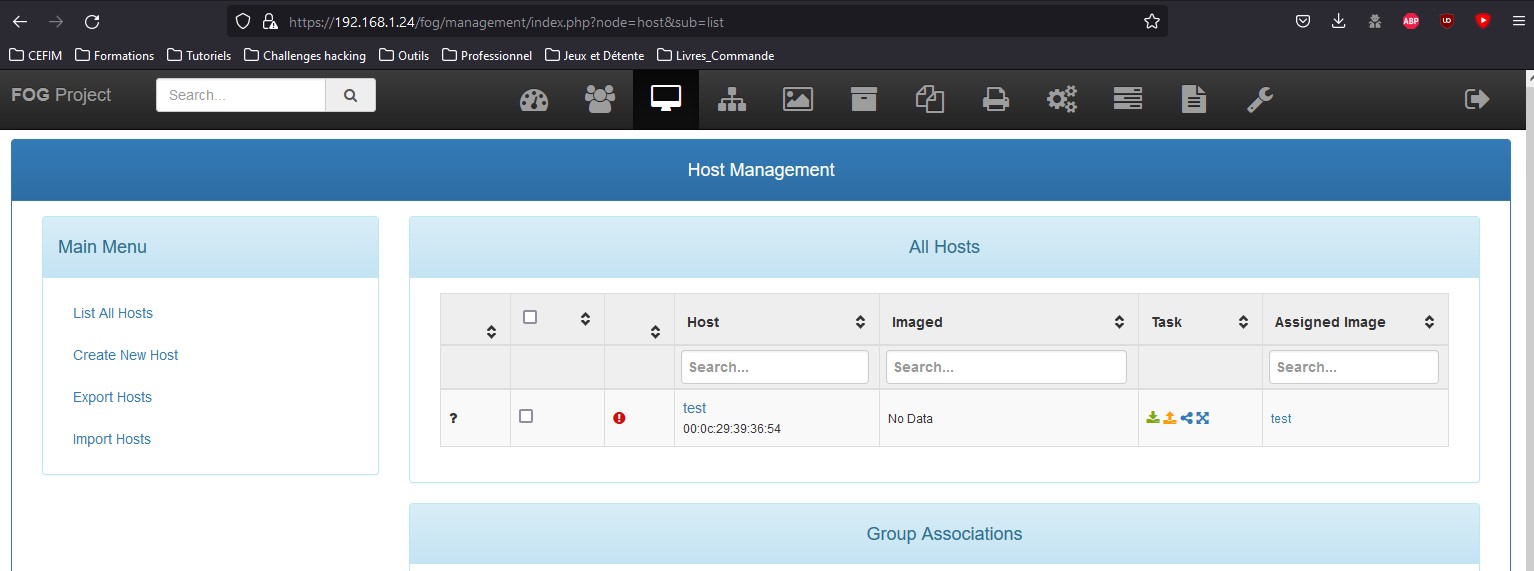 https://192.168.1.24/fog/management/index.php?node=host&sub=list
CEFIM Formations Tutoriels Challenges hacking Outils Professionnel Jeux et Détente Livres_Commande
FOG Project Search...
Host Management
Main Menu
List All Hosts
Create New Host
Export Hosts
Import Hosts
All Hosts
Host Imaged Task Assigned Image
Search... Search... Search...
? test
00:0c:29:39:36:54 No Data test
Group Associations